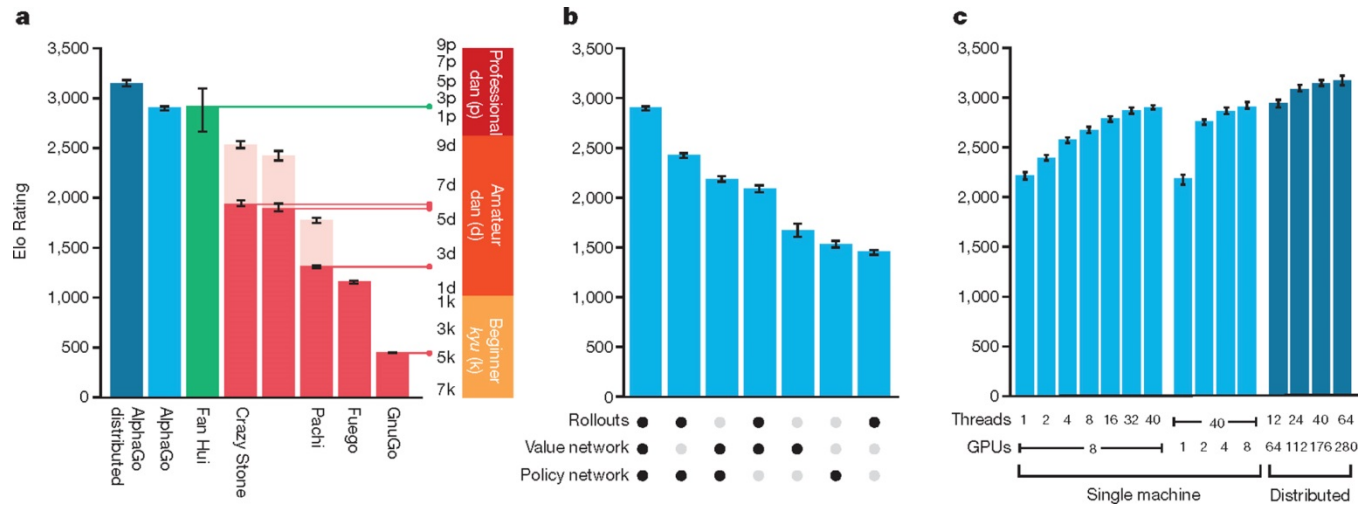 a
Elo Rating
3,500
3,000
2,500
2,000
1,500
1,000
500
0
AlphaGo
distributed
AlphaGo
Fan Hui
Crazy Stone
Pachi
Fuego
GnuGo
9p
7p
5p
3p
1p
9d
7d
5d
3d
1d
1k
3k
5k
7k
Professional
dan (p)
Amateur
dan (d)
Beginner
kyu (k)
b
3,500
3,000
2,500
2,000
1,500
1,000
500
0
Rollouts
Value network
Policy network
c
3,500
3,000
2,500
2,000
1,500
1,000
500
0
Threads 1 2 4 8 16 32 40 40 12 24 40 64
GPUs 8 1 2 4 8 64 112 176 280
Single machine Distributed